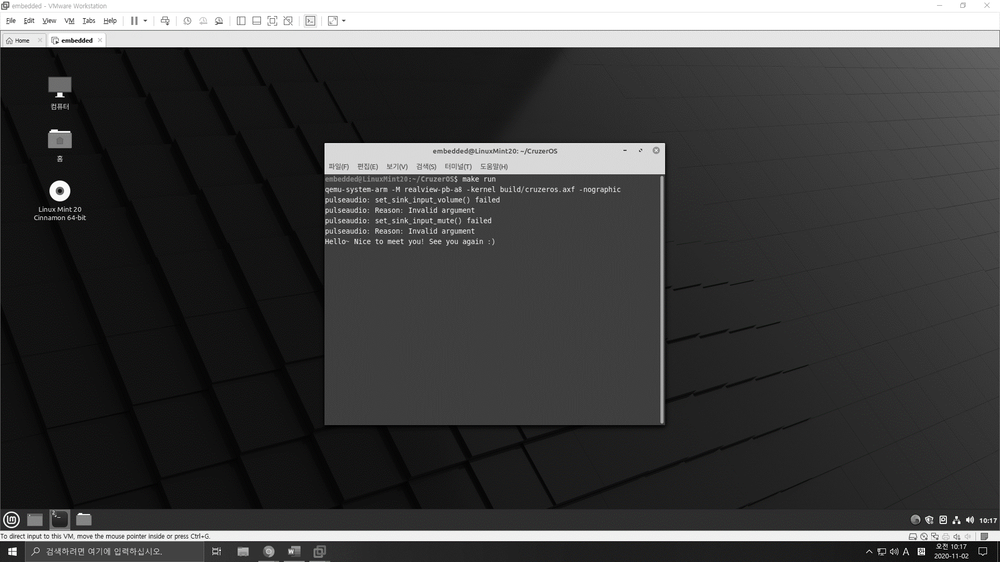 embedded - VMware Workstation
File Edit View VM Tabs Help
Home embedded
컴퓨터
홈
Linux Mint 20
Cinnamon 64-bit
embedded@LinuxMint20: ~/CruzerOS
파일(F) 편집(E) 보기(V) 검색(S) 터미널(T) 도움말(H)
embedded@LinuxMint20:~/CruzerOS$ make run
qemu-system-arm -M realview-pb-a8 -kernel build/cruzeros.axf -nographic
pulseaudio: set_sink_input_volume() failed
pulseaudio: Reason: Invalid argument
pulseaudio: set_sink_input_mute() failed
pulseaudio: Reason: Invalid argument
Hello~ Nice to meet you! See you again :)
2
10:17
To direct input to this VM, move the mouse pointer inside or press Ctrl+G.
검색하려면 여기에 입력하십시오.
A 한
오전 10:17
2020-11-02